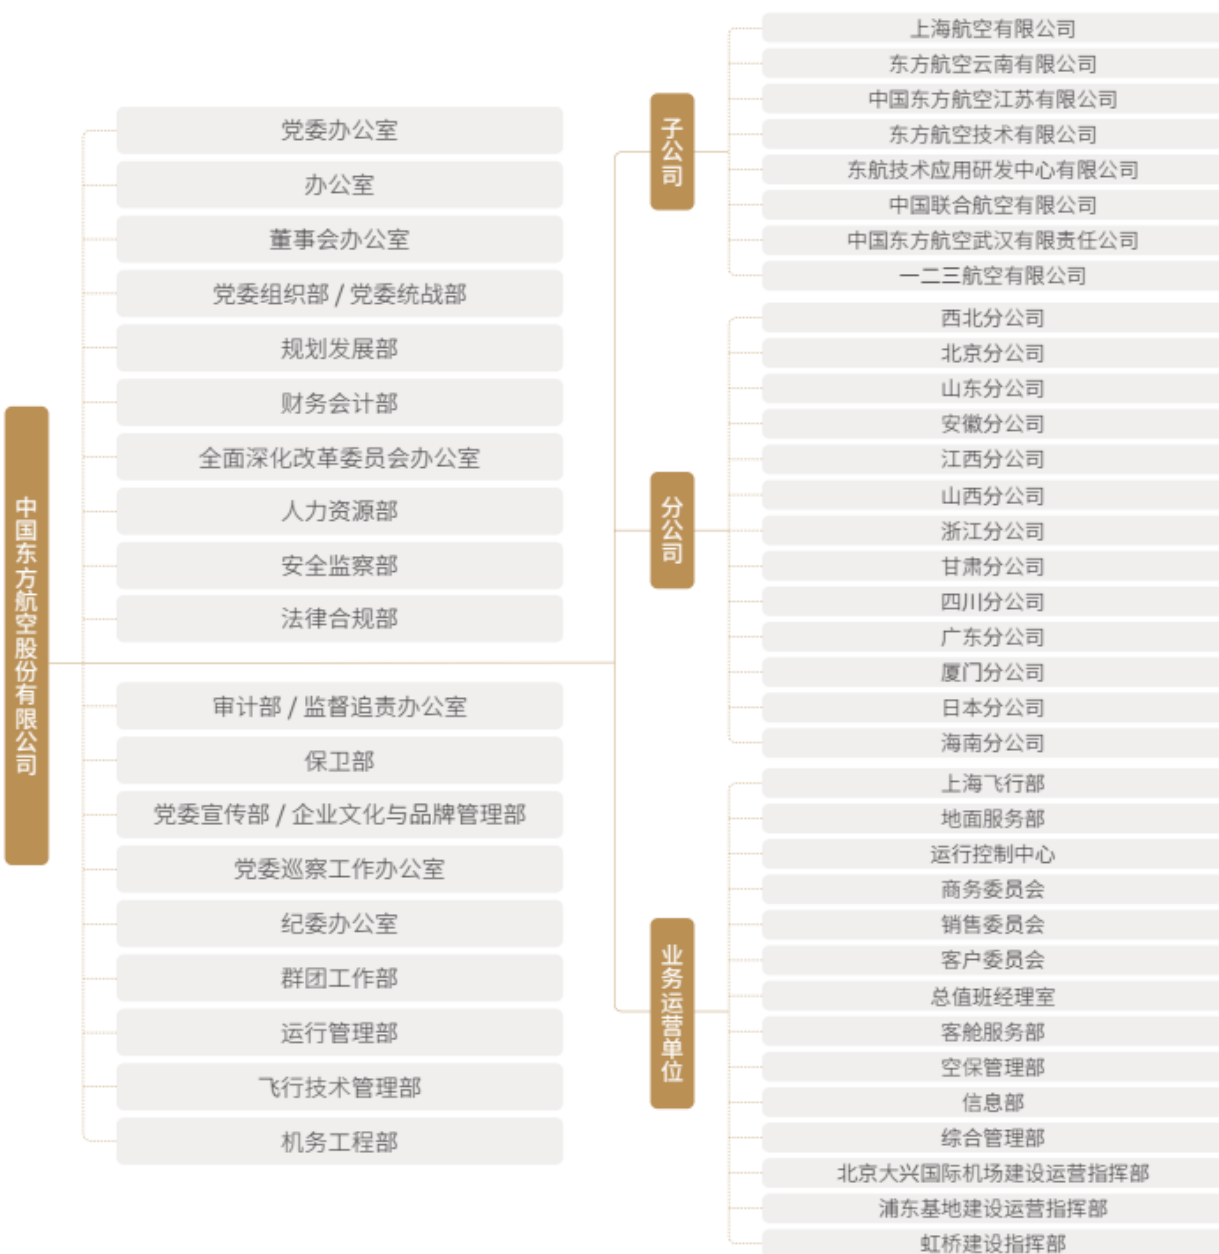 中国东方航空股份有限公司
党委办公室
办公室
董事会办公室
党委组织部 / 党委统战部
规划发展部
财务会计部
全面深化改革委员会办公室
人力资源部
安全监察部
法律合规部
审计部 / 监督追责办公室
保卫部
党委宣传部 / 企业文化与品牌管理部
党委巡察工作办公室
纪委办公室
群团工作部
运行管理部
飞行技术管理部
机务工程部
子公司
上海航空有限公司
东方航空云南有限公司
中国东方航空江苏有限公司
东方航空技术有限公司
东航技术应用研发中心有限公司
中国联合航空有限公司
中国东方航空武汉有限责任公司
一二三航空有限公司
分公司
西北分公司
北京分公司
山东分公司
安徽分公司
江西分公司
山西分公司
浙江分公司
甘肃分公司
四川分公司
广东分公司
厦门分公司
日本分公司
海南分公司
业务运营单位
上海飞行部
地面服务部
运行控制中心
商务委员会
销售委员会
客户委员会
总值班经理室
客舱服务部
空保管理部
信息部
综合管理部
北京大兴国际机场建设运营指挥部
浦东基地建设运营指挥部
虹桥建设指挥部